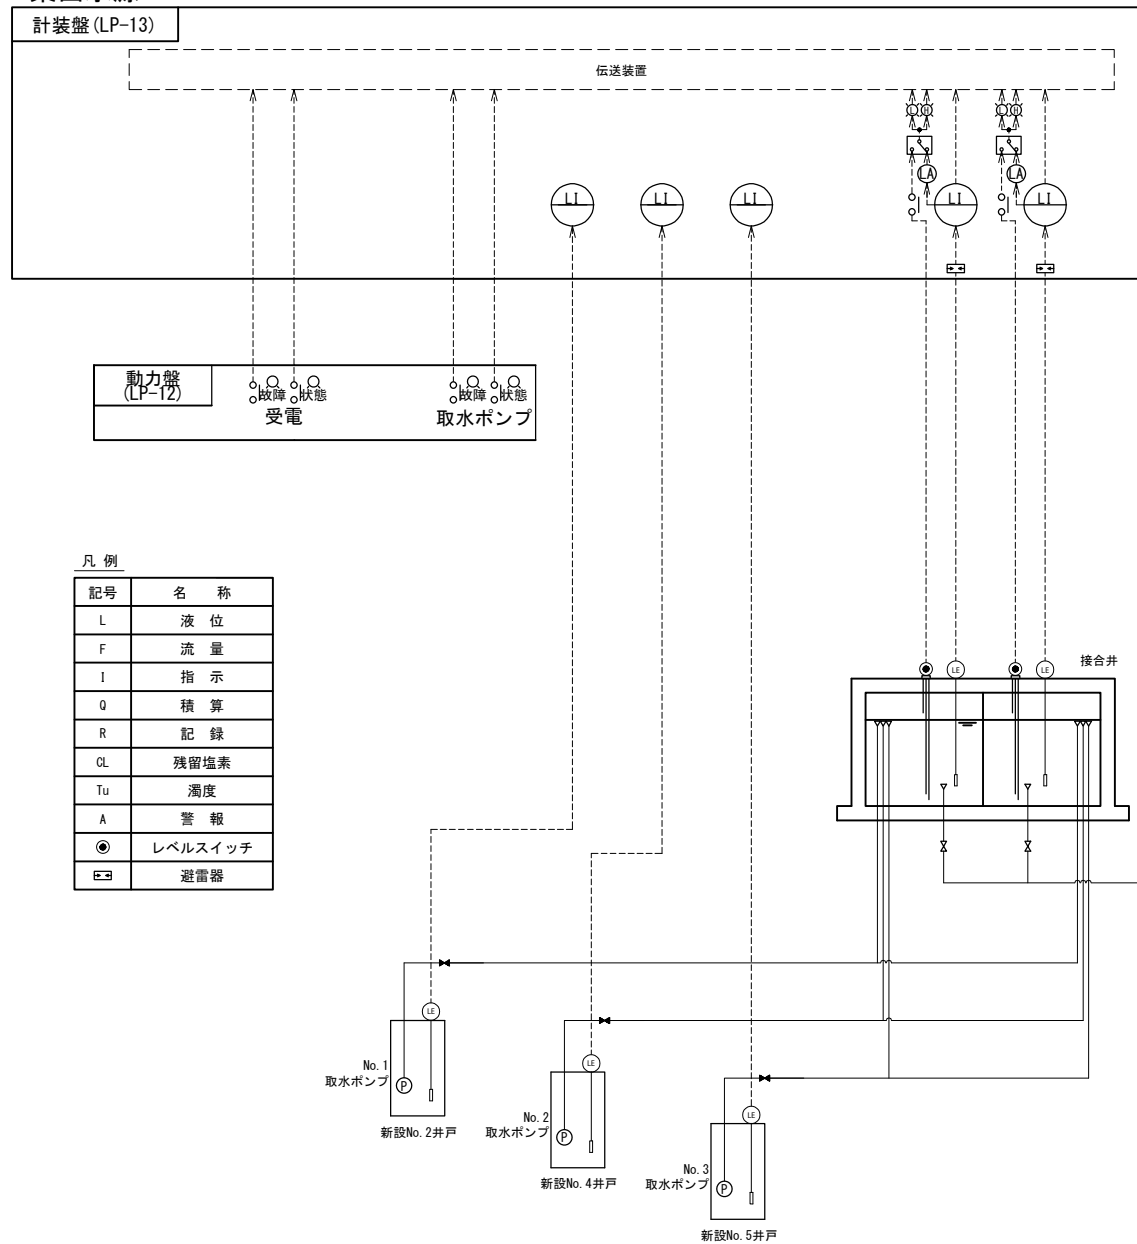 計装盤(LP-13)
伝送装置
L H L H
LA LA
LI LI LI LI LI
動力盤
(LP-12)
故障 状態 故障 状態
受電 取水ポンプ
凡 例
記号 名 称
L 液 位
F 流 量
I 指 示
Q 積 算
R 記 録
CL 残留塩素
Tu 濁度
A 警 報
レベルスイッチ
避雷器
接合井
LE LE
LE
No.1
取水ポンプ
P
新設No.2井戸
LE
No.2
取水ポンプ
P
新設No.4井戸
LE
No.3
取水ポンプ
P
新設No.5井戸